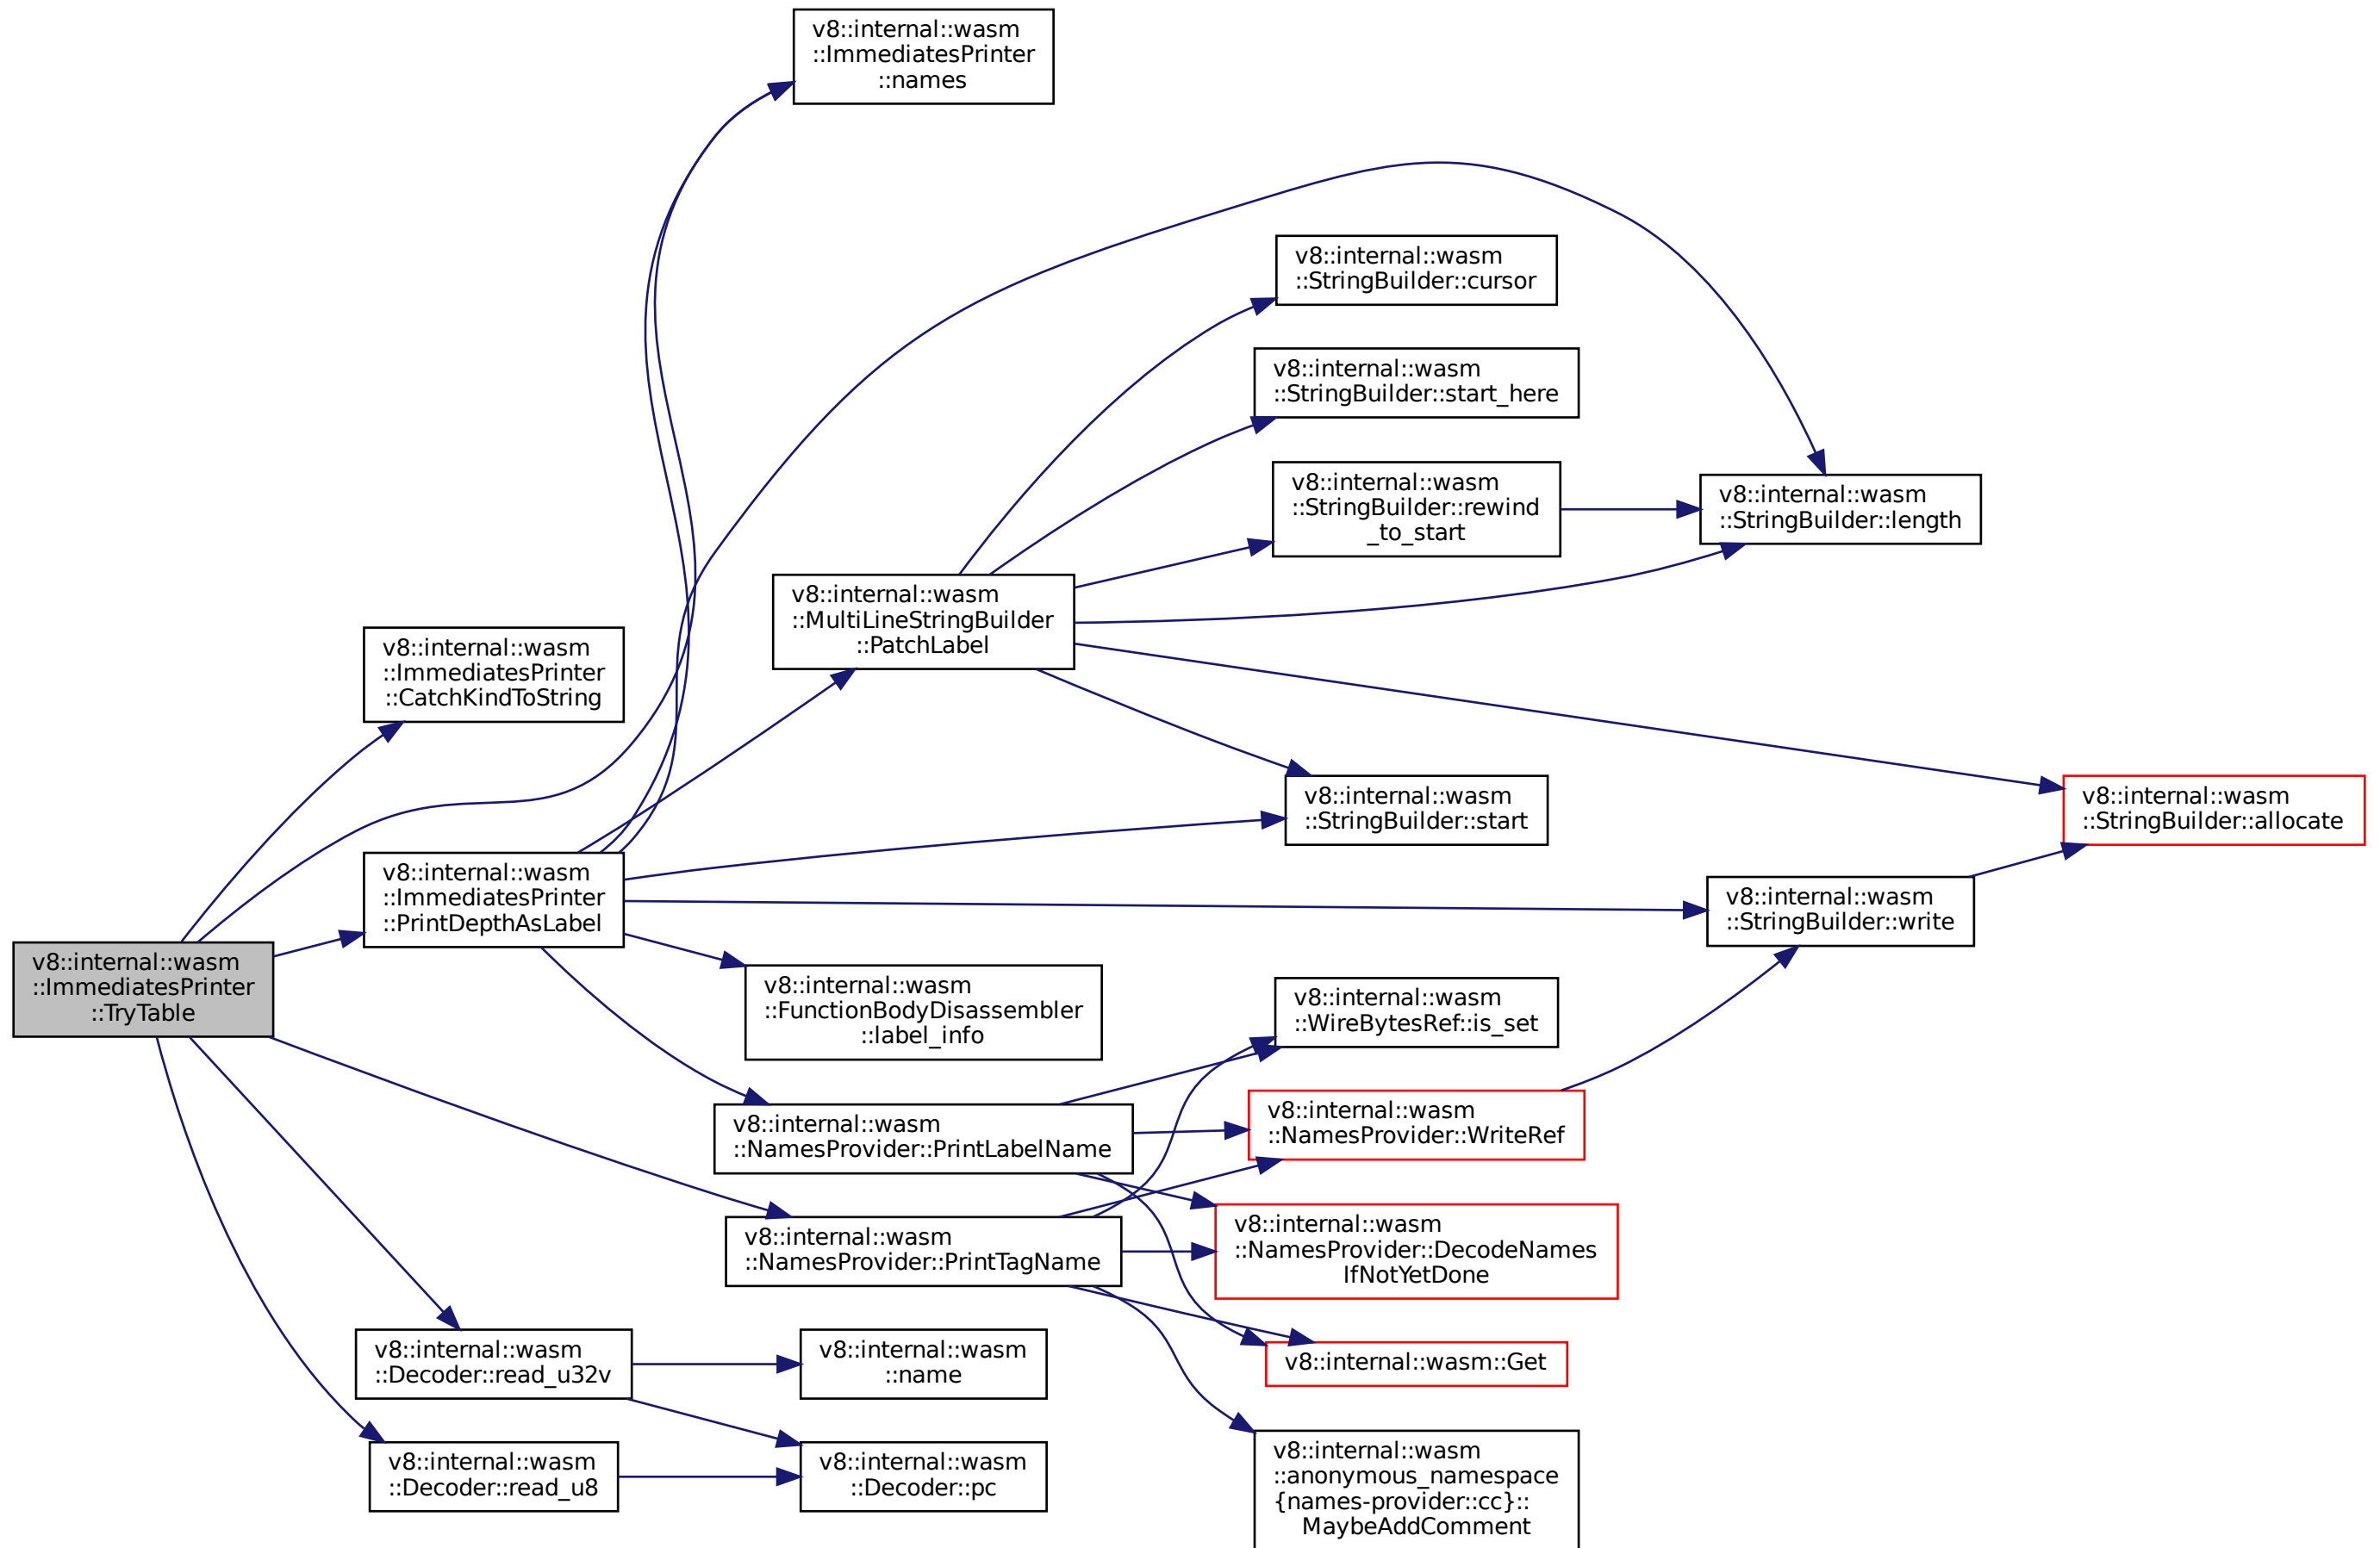 v8::internal::wasm
::ImmediatesPrinter
::names
v8::internal::wasm
::StringBuilder::cursor
v8::internal::wasm
::StringBuilder::start_here
v8::internal::wasm
::StringBuilder::rewind
_to_start
v8::internal::wasm
::StringBuilder::length
v8::internal::wasm
::MultiLineStringBuilder
::PatchLabel
v8::internal::wasm
::ImmediatesPrinter
::CatchKindToString
v8::internal::wasm
::StringBuilder::start
v8::internal::wasm
::StringBuilder::allocate
v8::internal::wasm
::ImmediatesPrinter
::PrintDepthAsLabel
v8::internal::wasm
::StringBuilder::write
v8::internal::wasm
::ImmediatesPrinter
::TryTable
v8::internal::wasm
::FunctionBodyDisassembler
::label_info
v8::internal::wasm
::WireBytesRef::is_set
v8::internal::wasm
::NamesProvider::PrintLabelName
v8::internal::wasm
::NamesProvider::WriteRef
v8::internal::wasm
::NamesProvider::PrintTagName
v8::internal::wasm
::NamesProvider::DecodeNames
IfNotYetDone
v8::internal::wasm
::Decoder::read_u32v
v8::internal::wasm
::name
v8::internal::wasm::Get
v8::internal::wasm
::Decoder::read_u8
v8::internal::wasm
::Decoder::pc
v8::internal::wasm
::anonymous_namespace
{names-provider::cc}::
MaybeAddComment